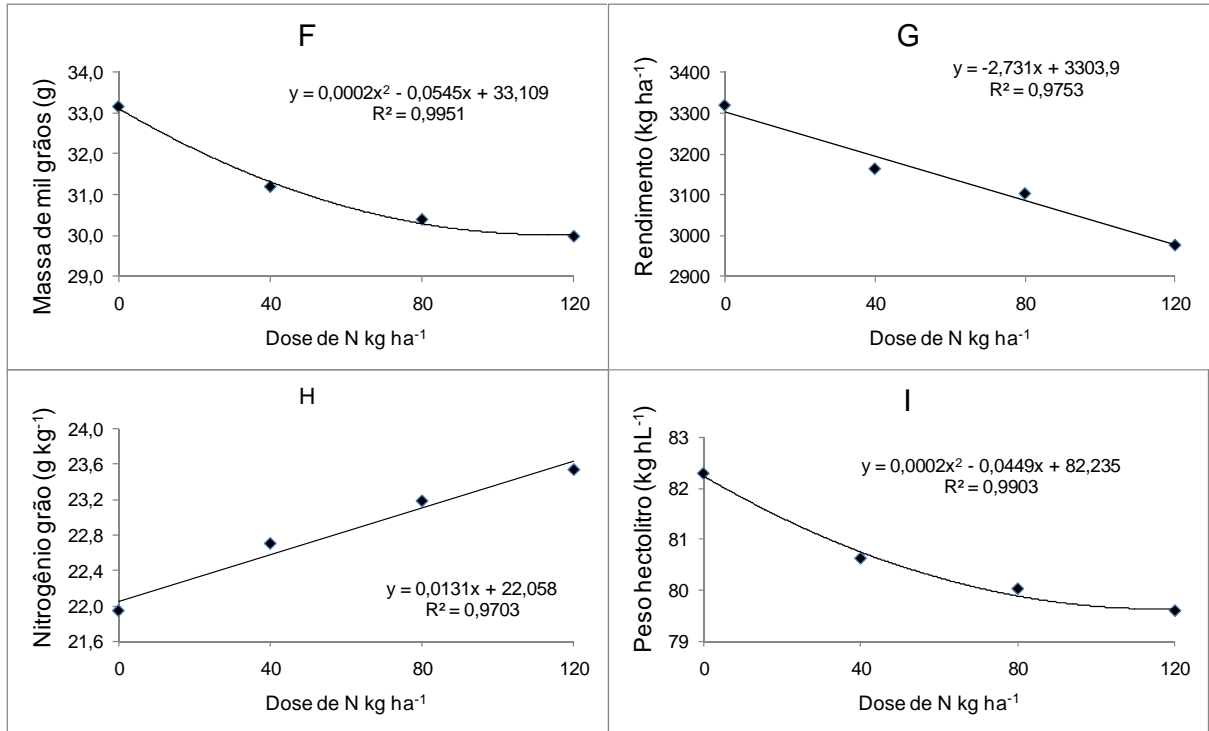 F
y = 0,0002x² - 0,0545x + 33,109
R² = 0,9951
Massa de mil grãos (g)
34,0
33,0
32,0
31,0
30,0
29,0
0 40 80 120
Dose de N kg ha⁻¹
G
y = -2,731x + 3303,9
R² = 0,9753
Rendimento (kg ha⁻¹)
3400
3300
3200
3100
3000
2900
0 40 80 120
Dose de N kg ha⁻¹
H
y = 0,0131x + 22,058
R² = 0,9703
Nitrogênio grão (g kg⁻¹)
24,0
23,6
23,2
22,8
22,4
22,0
21,6
0 40 80 120
Dose de N kg ha⁻¹
I
y = 0,0002x² - 0,0449x + 82,235
R² = 0,9903
Peso hectolitro (kg hL⁻¹)
83
82
81
80
79
0 40 80 120
Dose de N kg ha⁻¹